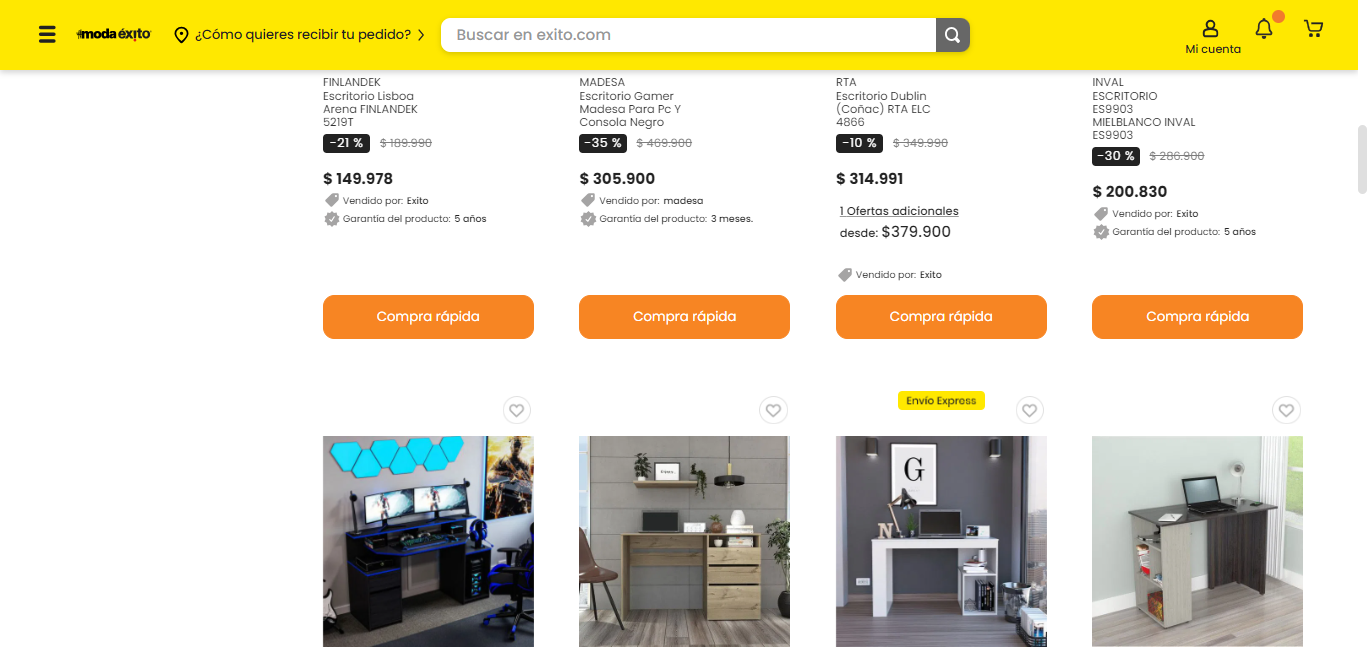 moda éxito
¿Cómo quieres recibir tu pedido?
Buscar en exito.com
Mi cuenta
FINLANDEK
Escritorio Lisboa
Arena FINLANDEK
5219T
-21 %
$ 189.990
$ 149.978
Vendido por: Exito
Garantía del producto: 5 años
Compra rápida
MADESA
Escritorio Gamer
Madesa Para Pc Y
Consola Negro
-35 %
$ 469.900
$ 305.900
Vendido por: madesa
Garantía del producto: 3 meses.
Compra rápida
RTA
Escritorio Dublin
(Coñac) RTA ELC
4866
-10 %
$ 349.990
$ 314.991
1 Ofertas adicionales
desde: $379.900
Vendido por: Exito
Compra rápida
INVAL
ESCRITORIO
ES9903
MIELBLANCO INVAL
ES9903
-30 %
$ 286.900
$ 200.830
Vendido por: Exito
Garantía del producto: 5 años
Compra rápida
Envío Express
G
N